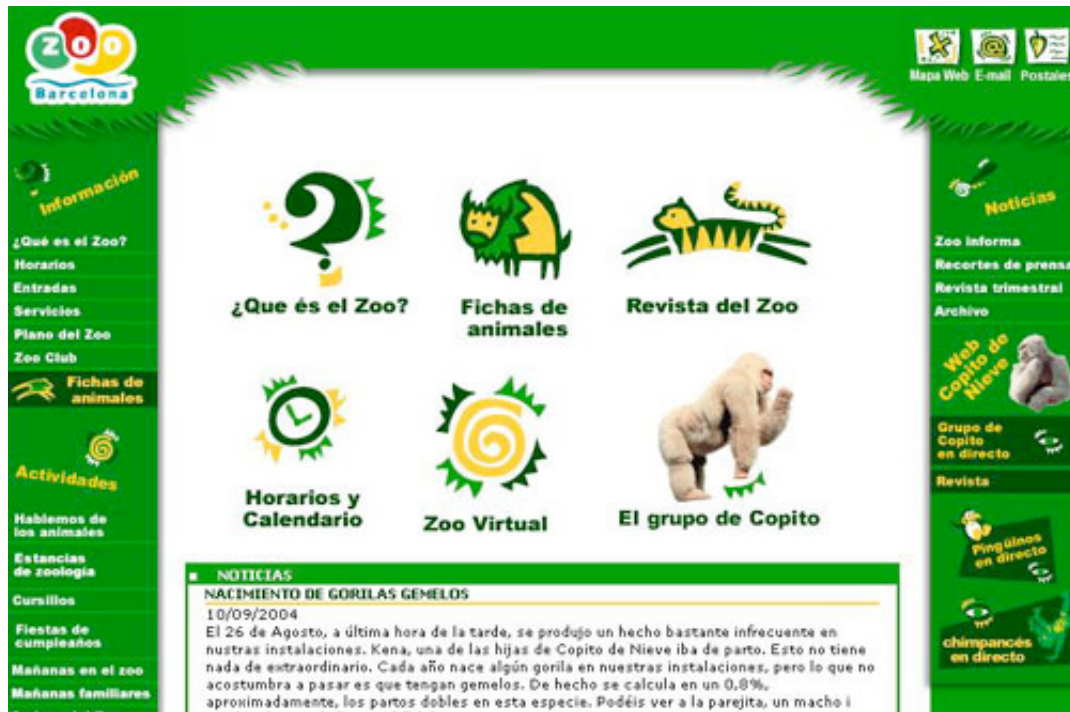 ZOO
Barcelona
Mapa Web E-mail Postales
Información
¿Qué es el Zoo?
Horarios
Entradas
Servicios
Plano del Zoo
Zoo Club
Fichas de
animales
Actividades
Hablemos de
los animales
Estancias
de zoología
Cursillos
Fiestas de
cumpleaños
Mañanas en el zoo
Mañanas familiares
¿Que és el Zoo?
Fichas de
animales
Revista del Zoo
Horarios y
Calendario
Zoo Virtual
El grupo de Copito
NOTICIAS
NACIMIENTO DE GORILAS GEMELOS
10/09/2004
El 26 de Agosto, a última hora de la tarde, se produjo un hecho bastante infrecuente en
nustras instalaciones. Kena, una de las hijas de Copito de Nieve iba de parto. Esto no tiene
nada de extraordinario. Cada año nace algún gorila en nuestras instalaciones, pero lo que no
acostumbra a pasar es que tengan gemelos. De hecho se calcula en un 0,8%,
aproximadamente, los partos dobles en esta especie. Podéis ver a la parejita, un macho i
Noticias
Zoo informa
Recortes de prensa
Revista trimestral
Archivo
Web
Copito de
Nieve
Grupo de
Copito
en directo
Revista
Pingüinos
en directo
chimpancés
en directo